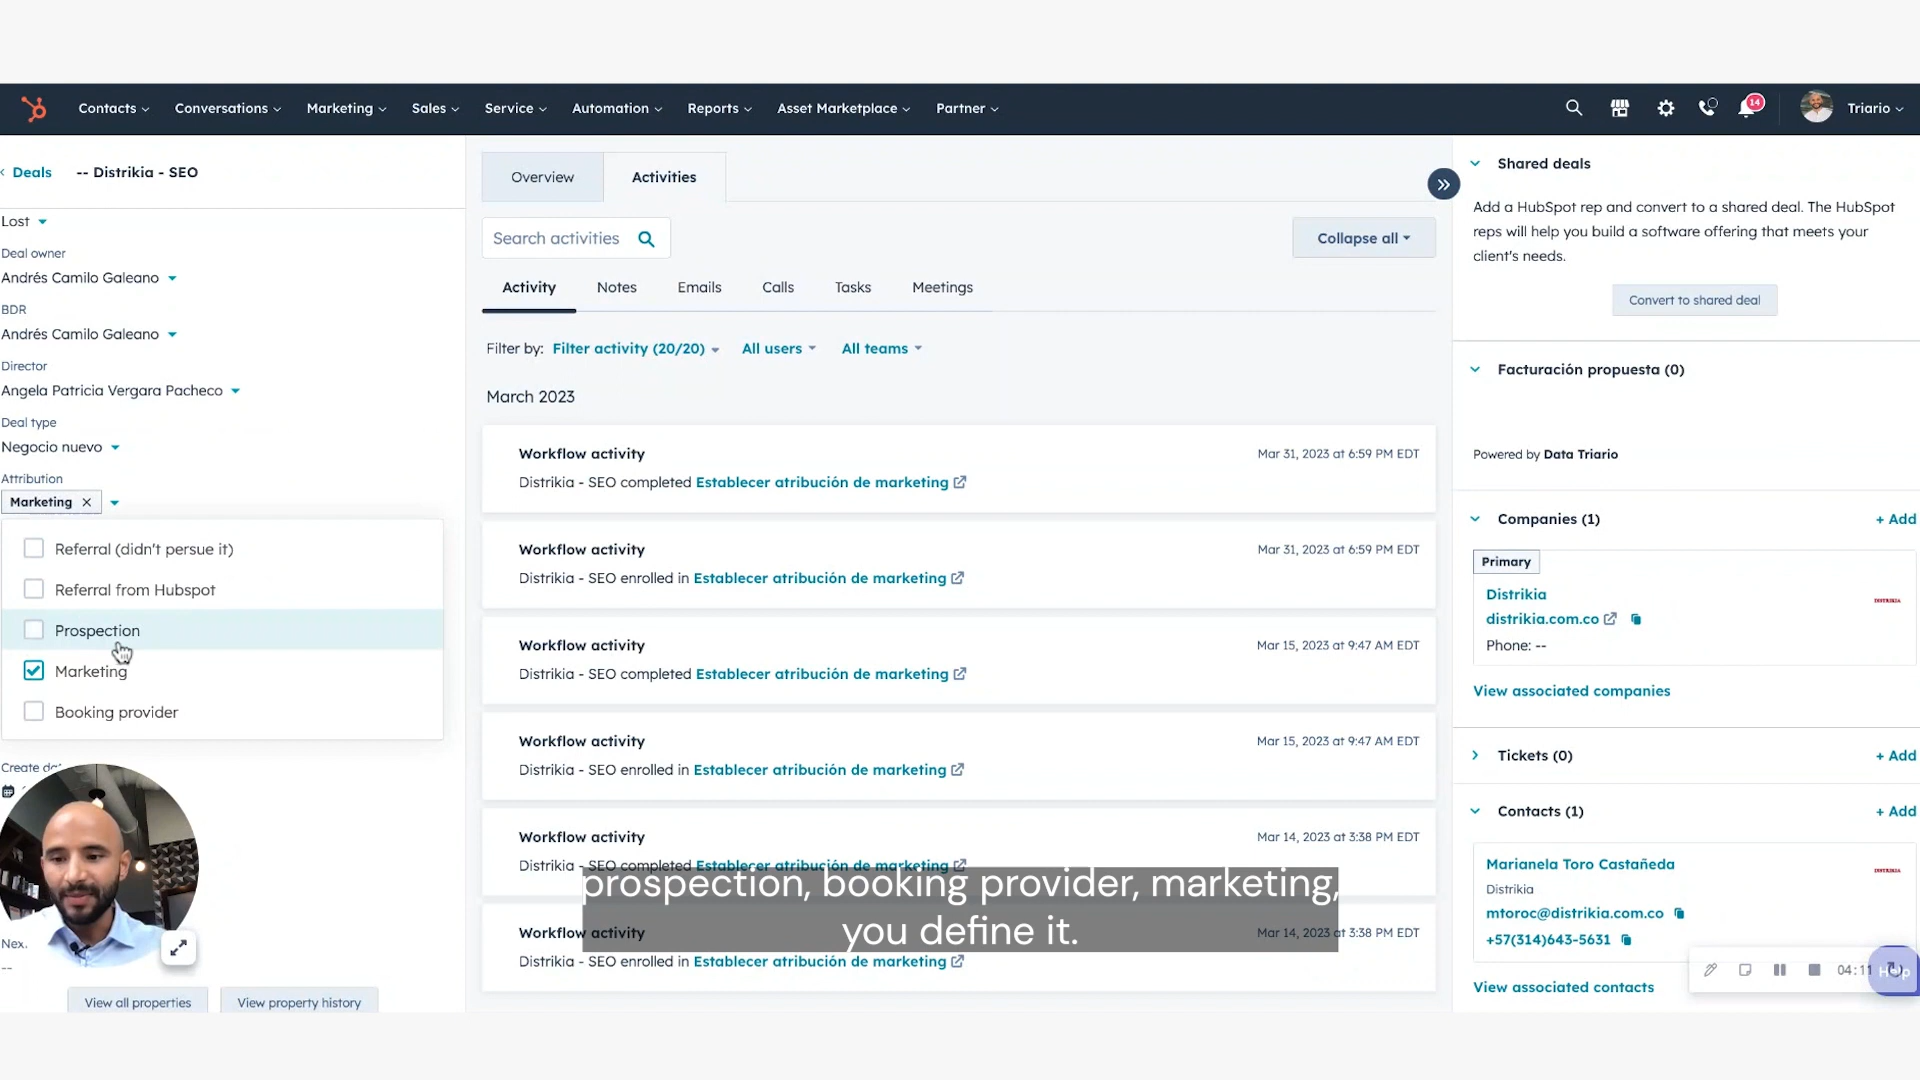 Contacts
Conversations
Marketing
Sales
Service
Automation
Reports
Asset Marketplace
Partner
14
Triario
Deals
-- Distrikia - SEO
Lost
Deal owner
Andrés Camilo Galeano
BDR
Andrés Camilo Galeano
Director
Angela Patricia Vergara Pacheco
Deal type
Negocio nuevo
Attribution
Marketing
Referral (didn't persue it)
Referral from Hubspot
Prospection
Marketing
Booking provider
Create
Nex
--
View all properties
View property history
Overview
Activities
Search activities
Collapse all
Activity
Notes
Emails
Calls
Tasks
Meetings
Filter by:
Filter activity (20/20)
All users
All teams
March 2023
Workflow activity
Mar 31, 2023 at 6:59 PM EDT
Distrikia - SEO completed Establecer atribución de marketing
Workflow activity
Mar 31, 2023 at 6:59 PM EDT
Distrikia - SEO enrolled in Establecer atribución de marketing
Workflow activity
Mar 15, 2023 at 9:47 AM EDT
Distrikia - SEO completed Establecer atribución de marketing
Workflow activity
Mar 15, 2023 at 9:47 AM EDT
Distrikia - SEO enrolled in Establecer atribución de marketing
Workflow activity
Mar 14, 2023 at 3:38 PM EDT
Distrikia - SEO completed Establecer atribución de marketing
Workflow activity
Mar 14, 2023 at 3:38 PM EDT
Distrikia - SEO enrolled in Establecer atribución de marketing
prospection, booking provider, marketing,
you define it.
Shared deals
Add a HubSpot rep and convert to a shared deal. The HubSpot
reps will help you build a software offering that meets your
client's needs.
Convert to shared deal
Facturación propuesta (0)
Powered by Data Triario
Companies (1)
+ Add
Primary
Distrikia
DISTRIKIA
distrikia.com.co
Phone: --
View associated companies
Tickets (0)
+ Add
Contacts (1)
+ Add
Marianela Toro Castañeda
DISTRIKIA
Distrikia
mtoroc@distrikia.com.co
+57(314)643-5631
View associated contacts
04:11
Help